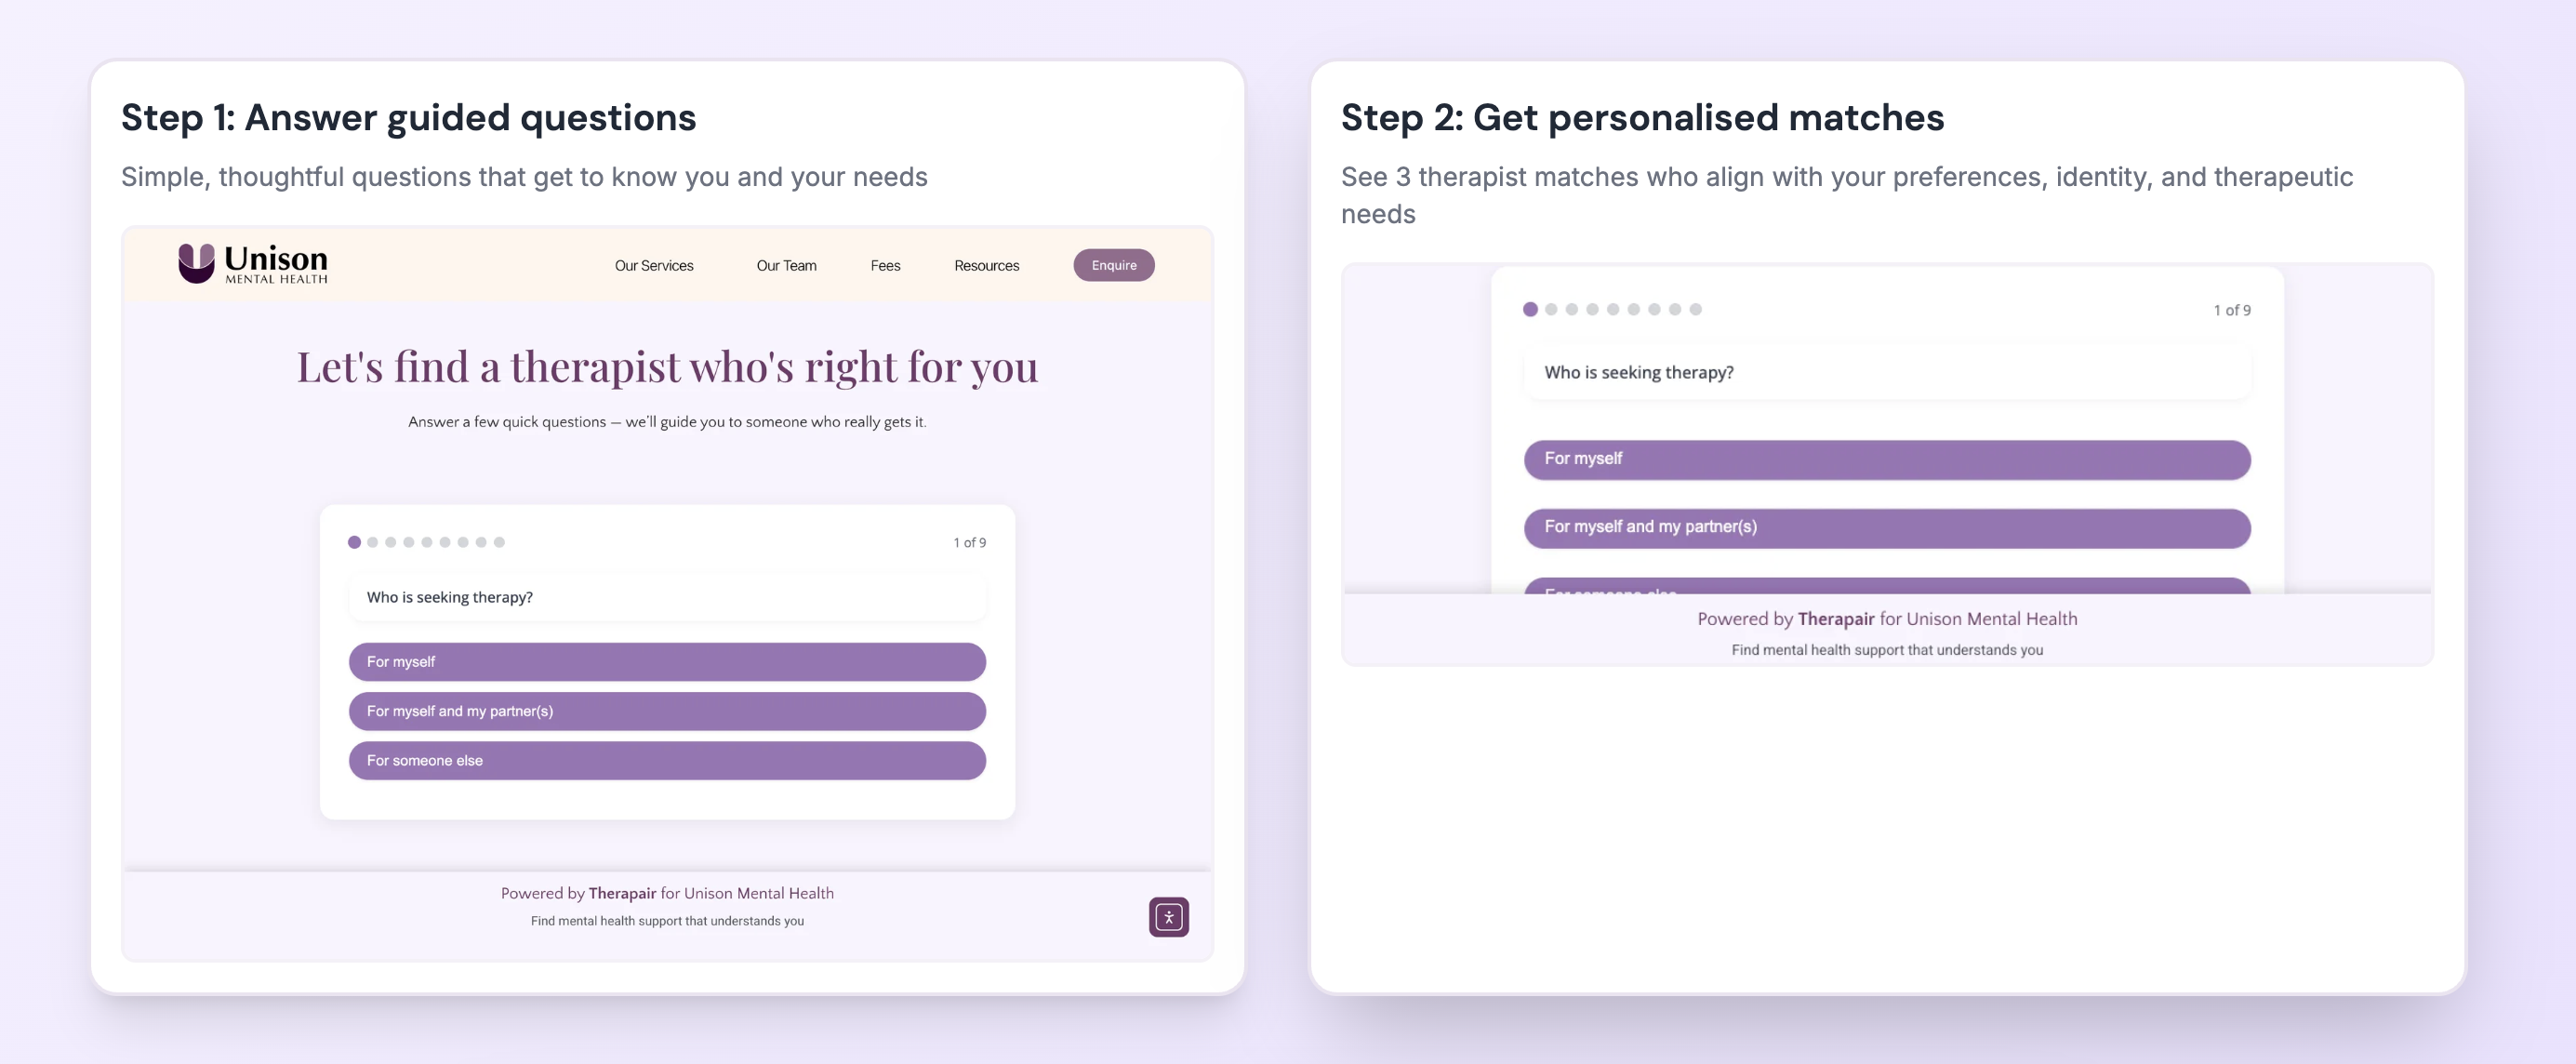 Step 1: Answer guided questions
Simple, thoughtful questions that get to know you and your needs
Unison
MENTAL HEALTH
Our Services
Our Team
Fees
Resources
Enquire
Let's find a therapist who's right for you
Answer a few quick questions — we'll guide you to someone who really gets it.
1 of 9
Who is seeking therapy?
For myself
For myself and my partner(s)
For someone else
Powered by Therapair for Unison Mental Health
Find mental health support that understands you
Step 2: Get personalised matches
See 3 therapist matches who align with your preferences, identity, and therapeutic
needs
1 of 9
Who is seeking therapy?
For myself
For myself and my partner(s)
For someone else
Powered by Therapair for Unison Mental Health
Find mental health support that understands you